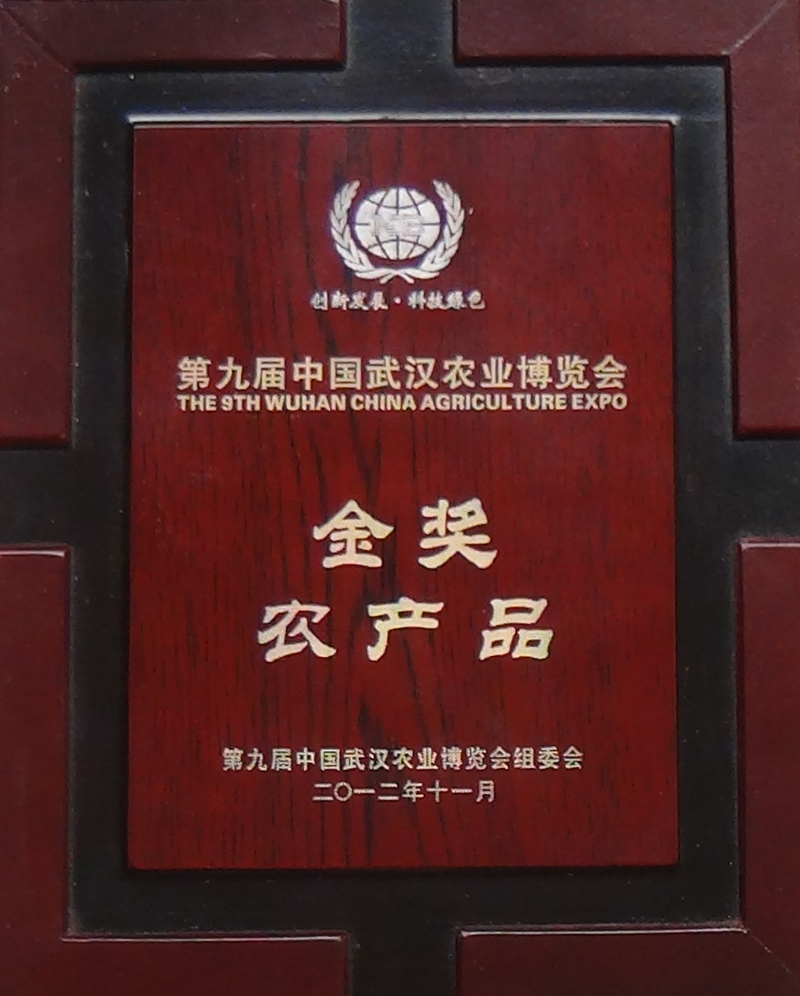 创新发展·科技绿色
第九届中国武汉农业博览会
THE 9TH WUHAN CHINA AGRICULTURE EXPO
金奖
农产品
第九届中国武汉农业博览会组委会
二〇一二年十一月